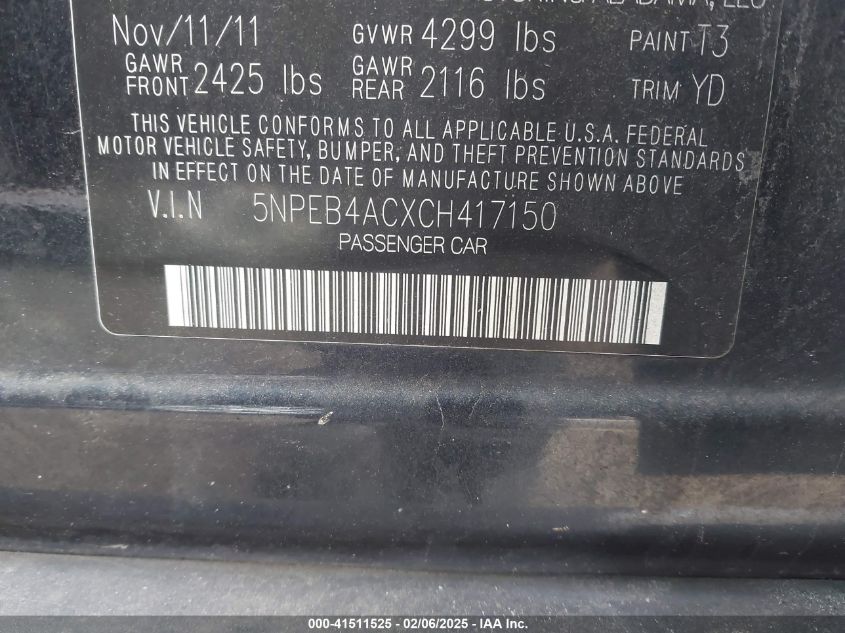 ALABAMA, LLC
Nov/11/11 GVWR 4299 lbs PAINT T3
GAWR FRONT 2425 lbs GAWR REAR 2116 lbs TRIM YD
THIS VEHICLE CONFORMS TO ALL APPLICABLE U.S.A. FEDERAL
MOTOR VEHICLE SAFETY, BUMPER, AND THEFT PREVENTION STANDARDS
IN EFFECT ON THE DATE OF MANUFACTURE SHOWN ABOVE
V.I.N 5NPEB4ACXCH417150
PASSENGER CAR
000-41511525 - 02/06/2025 - IAA Inc.